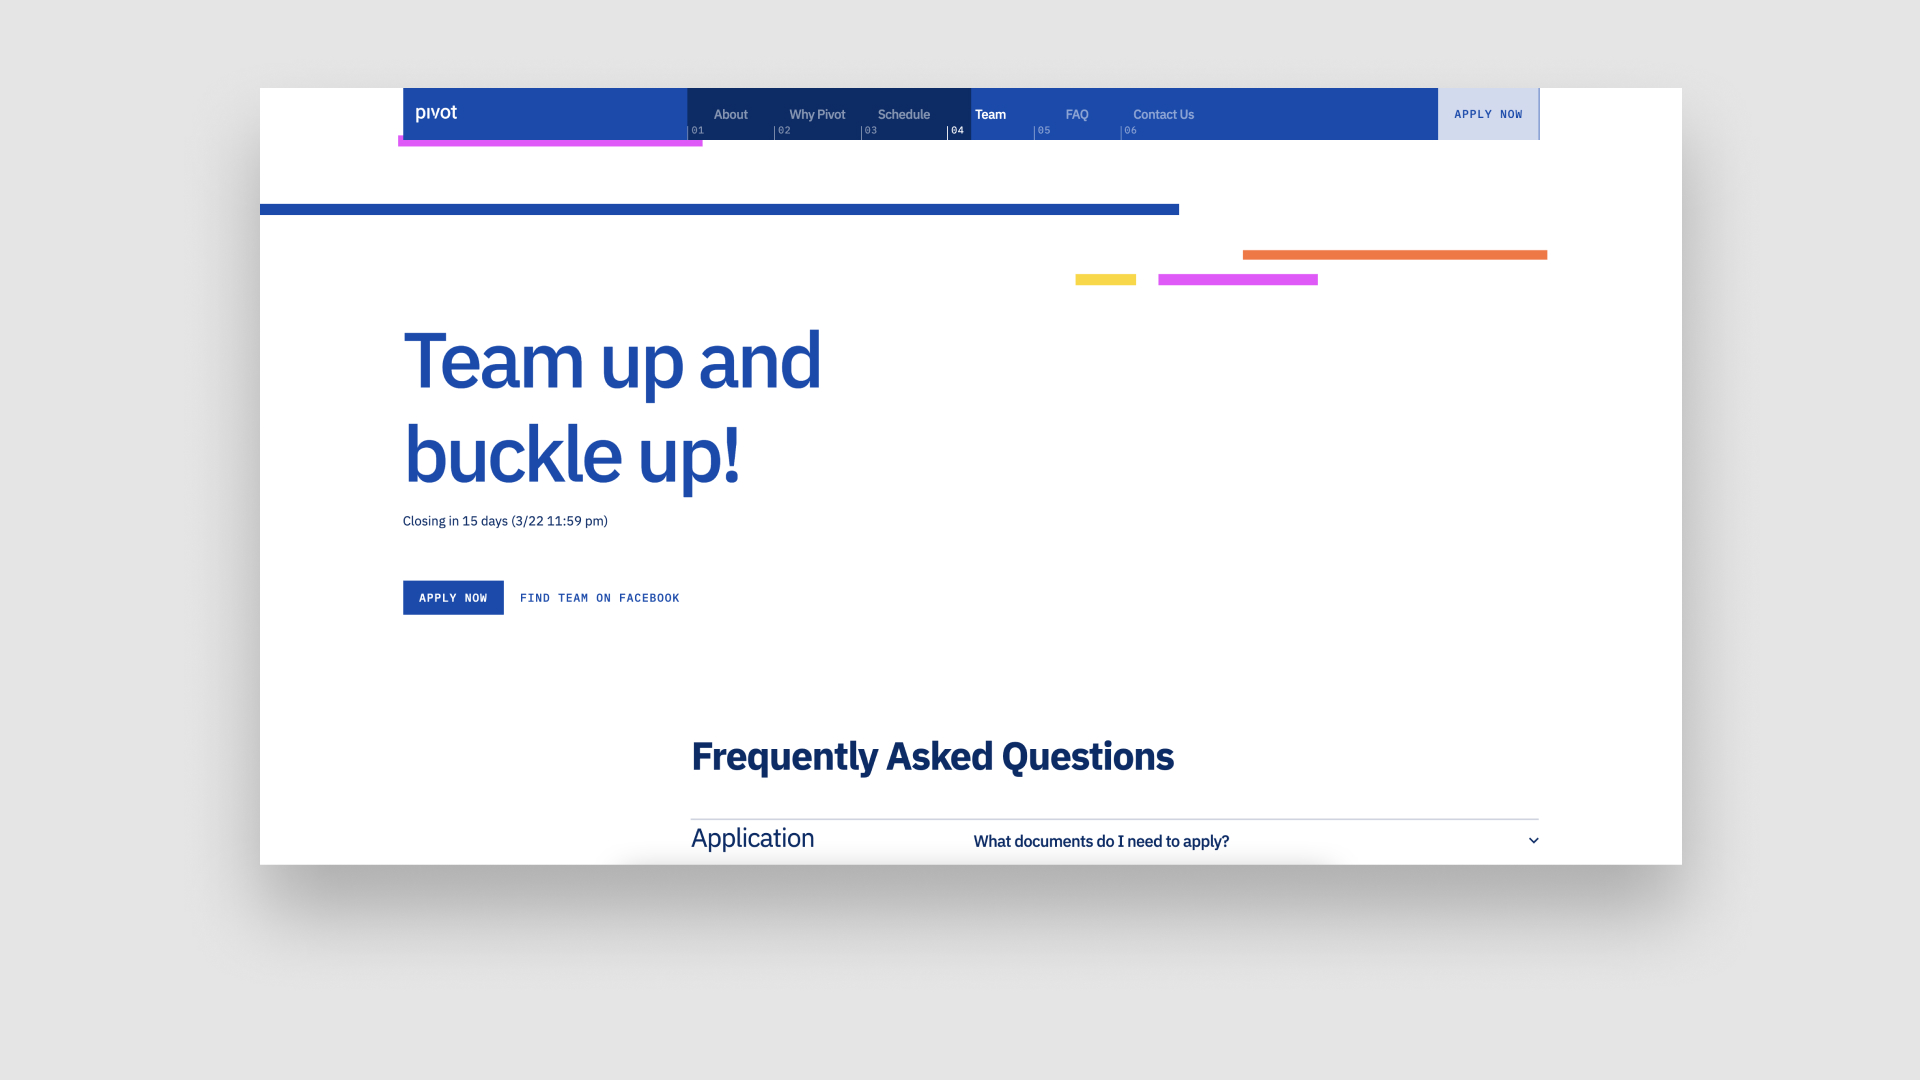 pıvot
About Why Pivot Schedule Team FAQ Contact Us
01 02 03 04 05 06
APPLY NOW
Team up and
buckle up!
Closing in 15 days (3/22 11:59 pm)
APPLY NOW FIND TEAM ON FACEBOOK
Frequently Asked Questions
Application What documents do I need to apply?